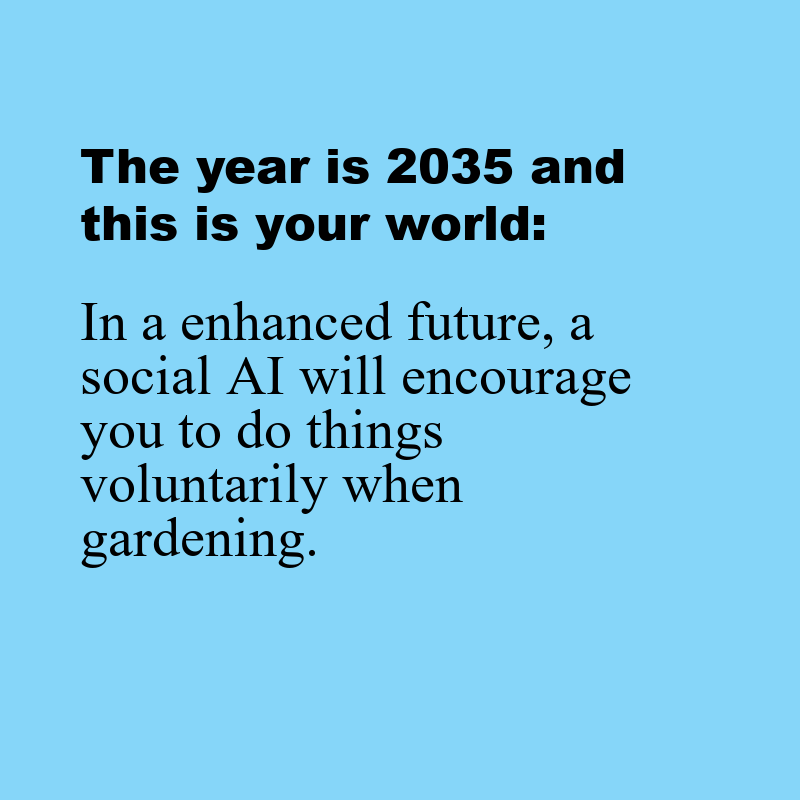 The year is 2035 and
this is your world:
In a enhanced future, a
social AI will encourage
you to do things
voluntarily when
gardening.